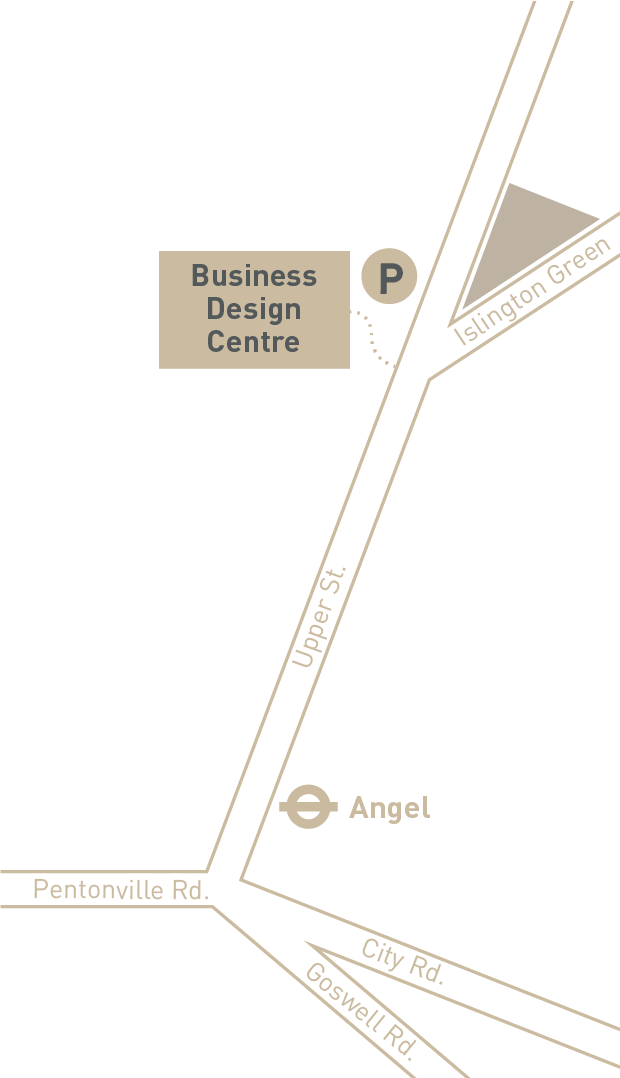 Business
Design
Centre
P
Islington Green
Upper St.
Angel
Pentonville Rd.
City Rd.
Goswell Rd.